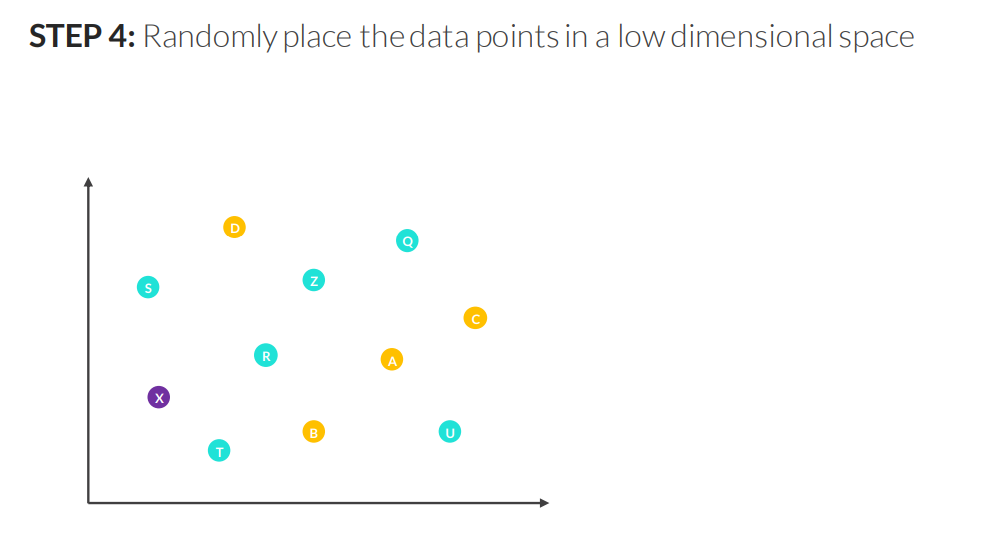 STEP 4: Randomly place the data points in a low dimensional space
D
Q
S
Z
C
R
A
X
B
U
T